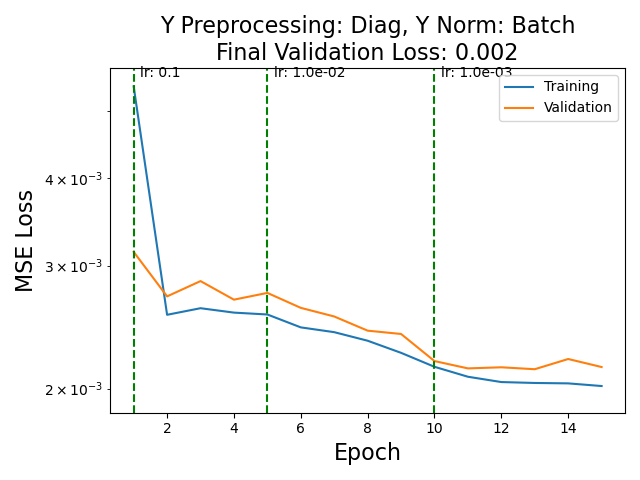 Y Preprocessing: Diag, Y Norm: Batch
Final Validation Loss: 0.002
lr: 0.1
lr: 1.0e-02
lr: 1.0e-03
Training
Validation
4 × 10⁻³
3 × 10⁻³
2 × 10⁻³
MSE Loss
2 4 6 8 10 12 14
Epoch